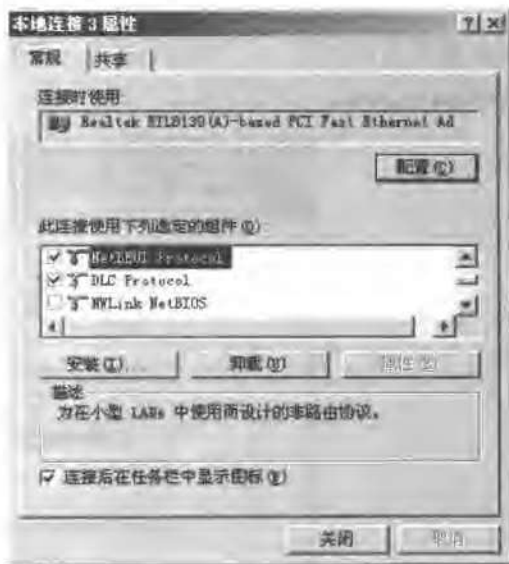 本地连接 3 属性
常规 共享
连接时使用:
Realtek RTL8139(A)-based PCI Fast Ethernet Ad
配置(C)
此连接使用下列选定的组件(O):
NetBEUI Protocol
DLC Protocol
NWLink NetBIOS
安装(I)... 卸载(U) 属性(R)
描述
为在小型 LANs 中使用而设计的非路由协议。
连接后在任务栏中显示图标(W)
关闭 取消